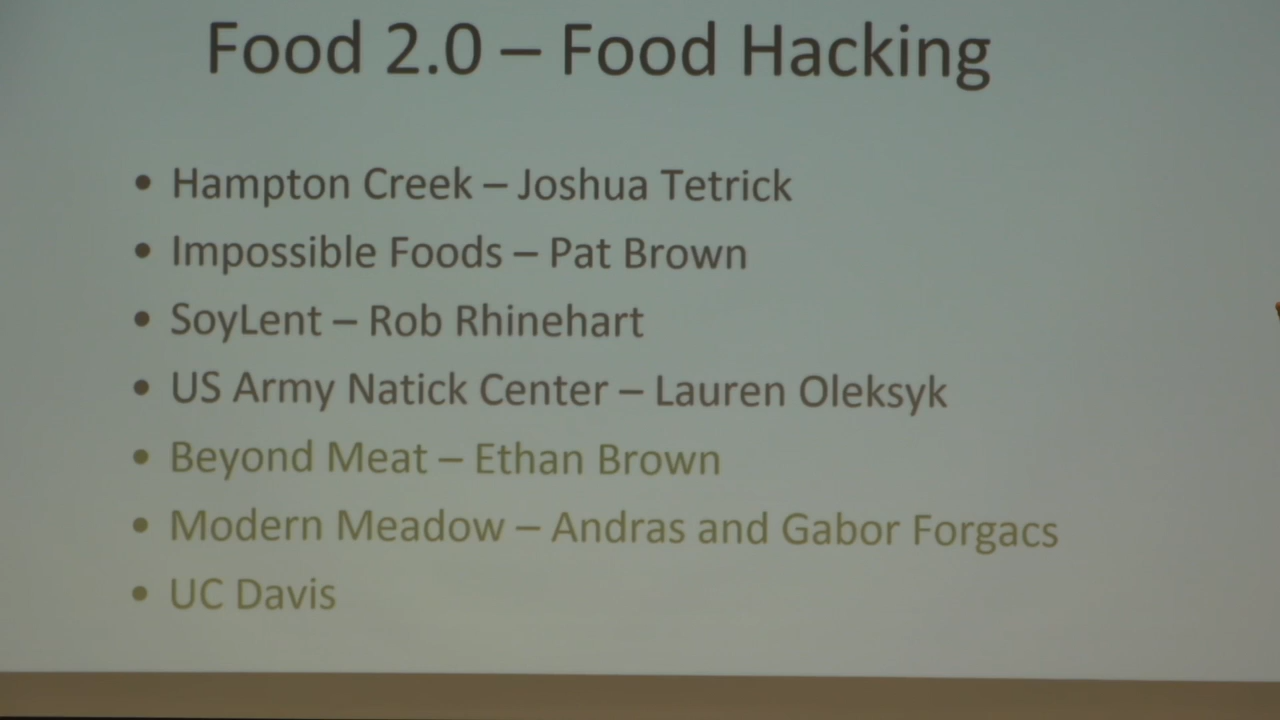 Food 2.0 – Food Hacking
• Hampton Creek – Joshua Tetrick
• Impossible Foods – Pat Brown
• SoyLent – Rob Rhinehart
• US Army Natick Center – Lauren Oleksyk
• Beyond Meat – Ethan Brown
• Modern Meadow – Andras and Gabor Forgacs
• UC Davis